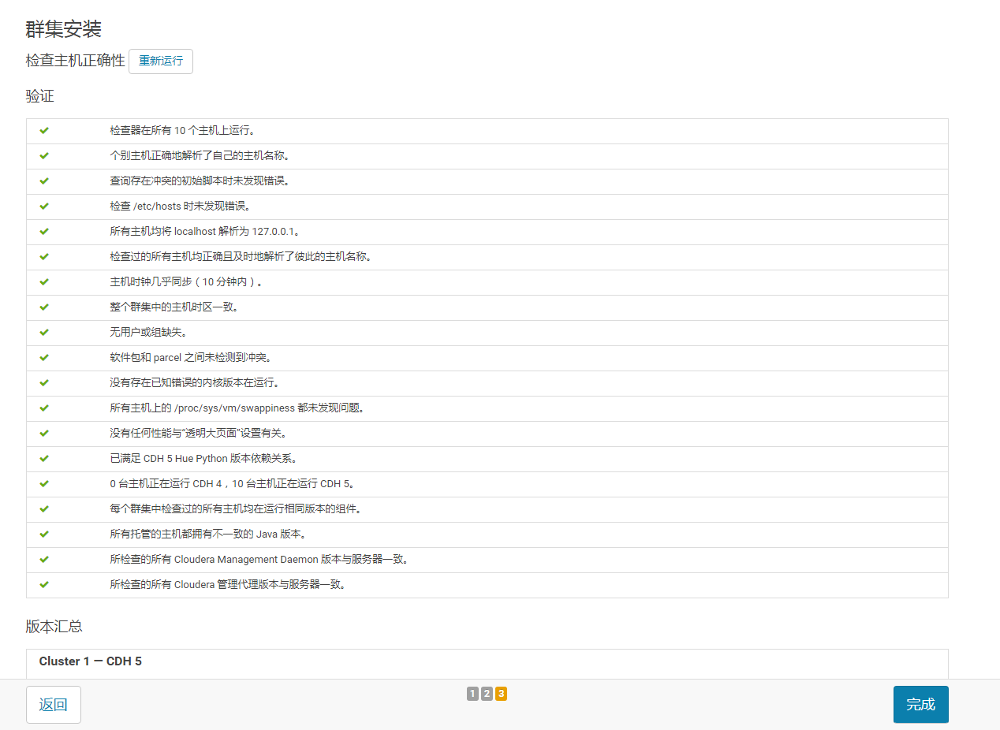 群集安装
检查主机正确性 重新运行
验证
检查器在所有 10 个主机上运行。
个别主机正确地解析了自己的主机名称。
查询存在冲突的初始脚本时未发现错误。
检查 /etc/hosts 时未发现错误。
所有主机均将 localhost 解析为 127.0.0.1。
检查过的所有主机均正确且及时地解析了彼此的主机名称。
主机时钟几乎同步（10 分钟内）。
整个群集中的主机时区一致。
无用户或组缺失。
软件包和 parcel 之间未检测到冲突。
没有存在已知错误的内核版本在运行。
所有主机上的 /proc/sys/vm/swappiness 都未发现问题。
没有任何性能与“透明大页面”设置有关。
已满足 CDH 5 Hue Python 版本依赖关系。
0 台主机正在运行 CDH 4，10 台主机正在运行 CDH 5。
每个群集中检查过的所有主机均在运行相同版本的组件。
所有托管的主机都拥有不一致的 Java 版本。
所检查的所有 Cloudera Management Daemon 版本与服务器一致。
所检查的所有 Cloudera 管理代理版本与服务器一致。
版本汇总
Cluster 1 — CDH 5
返回 1 2 3 完成